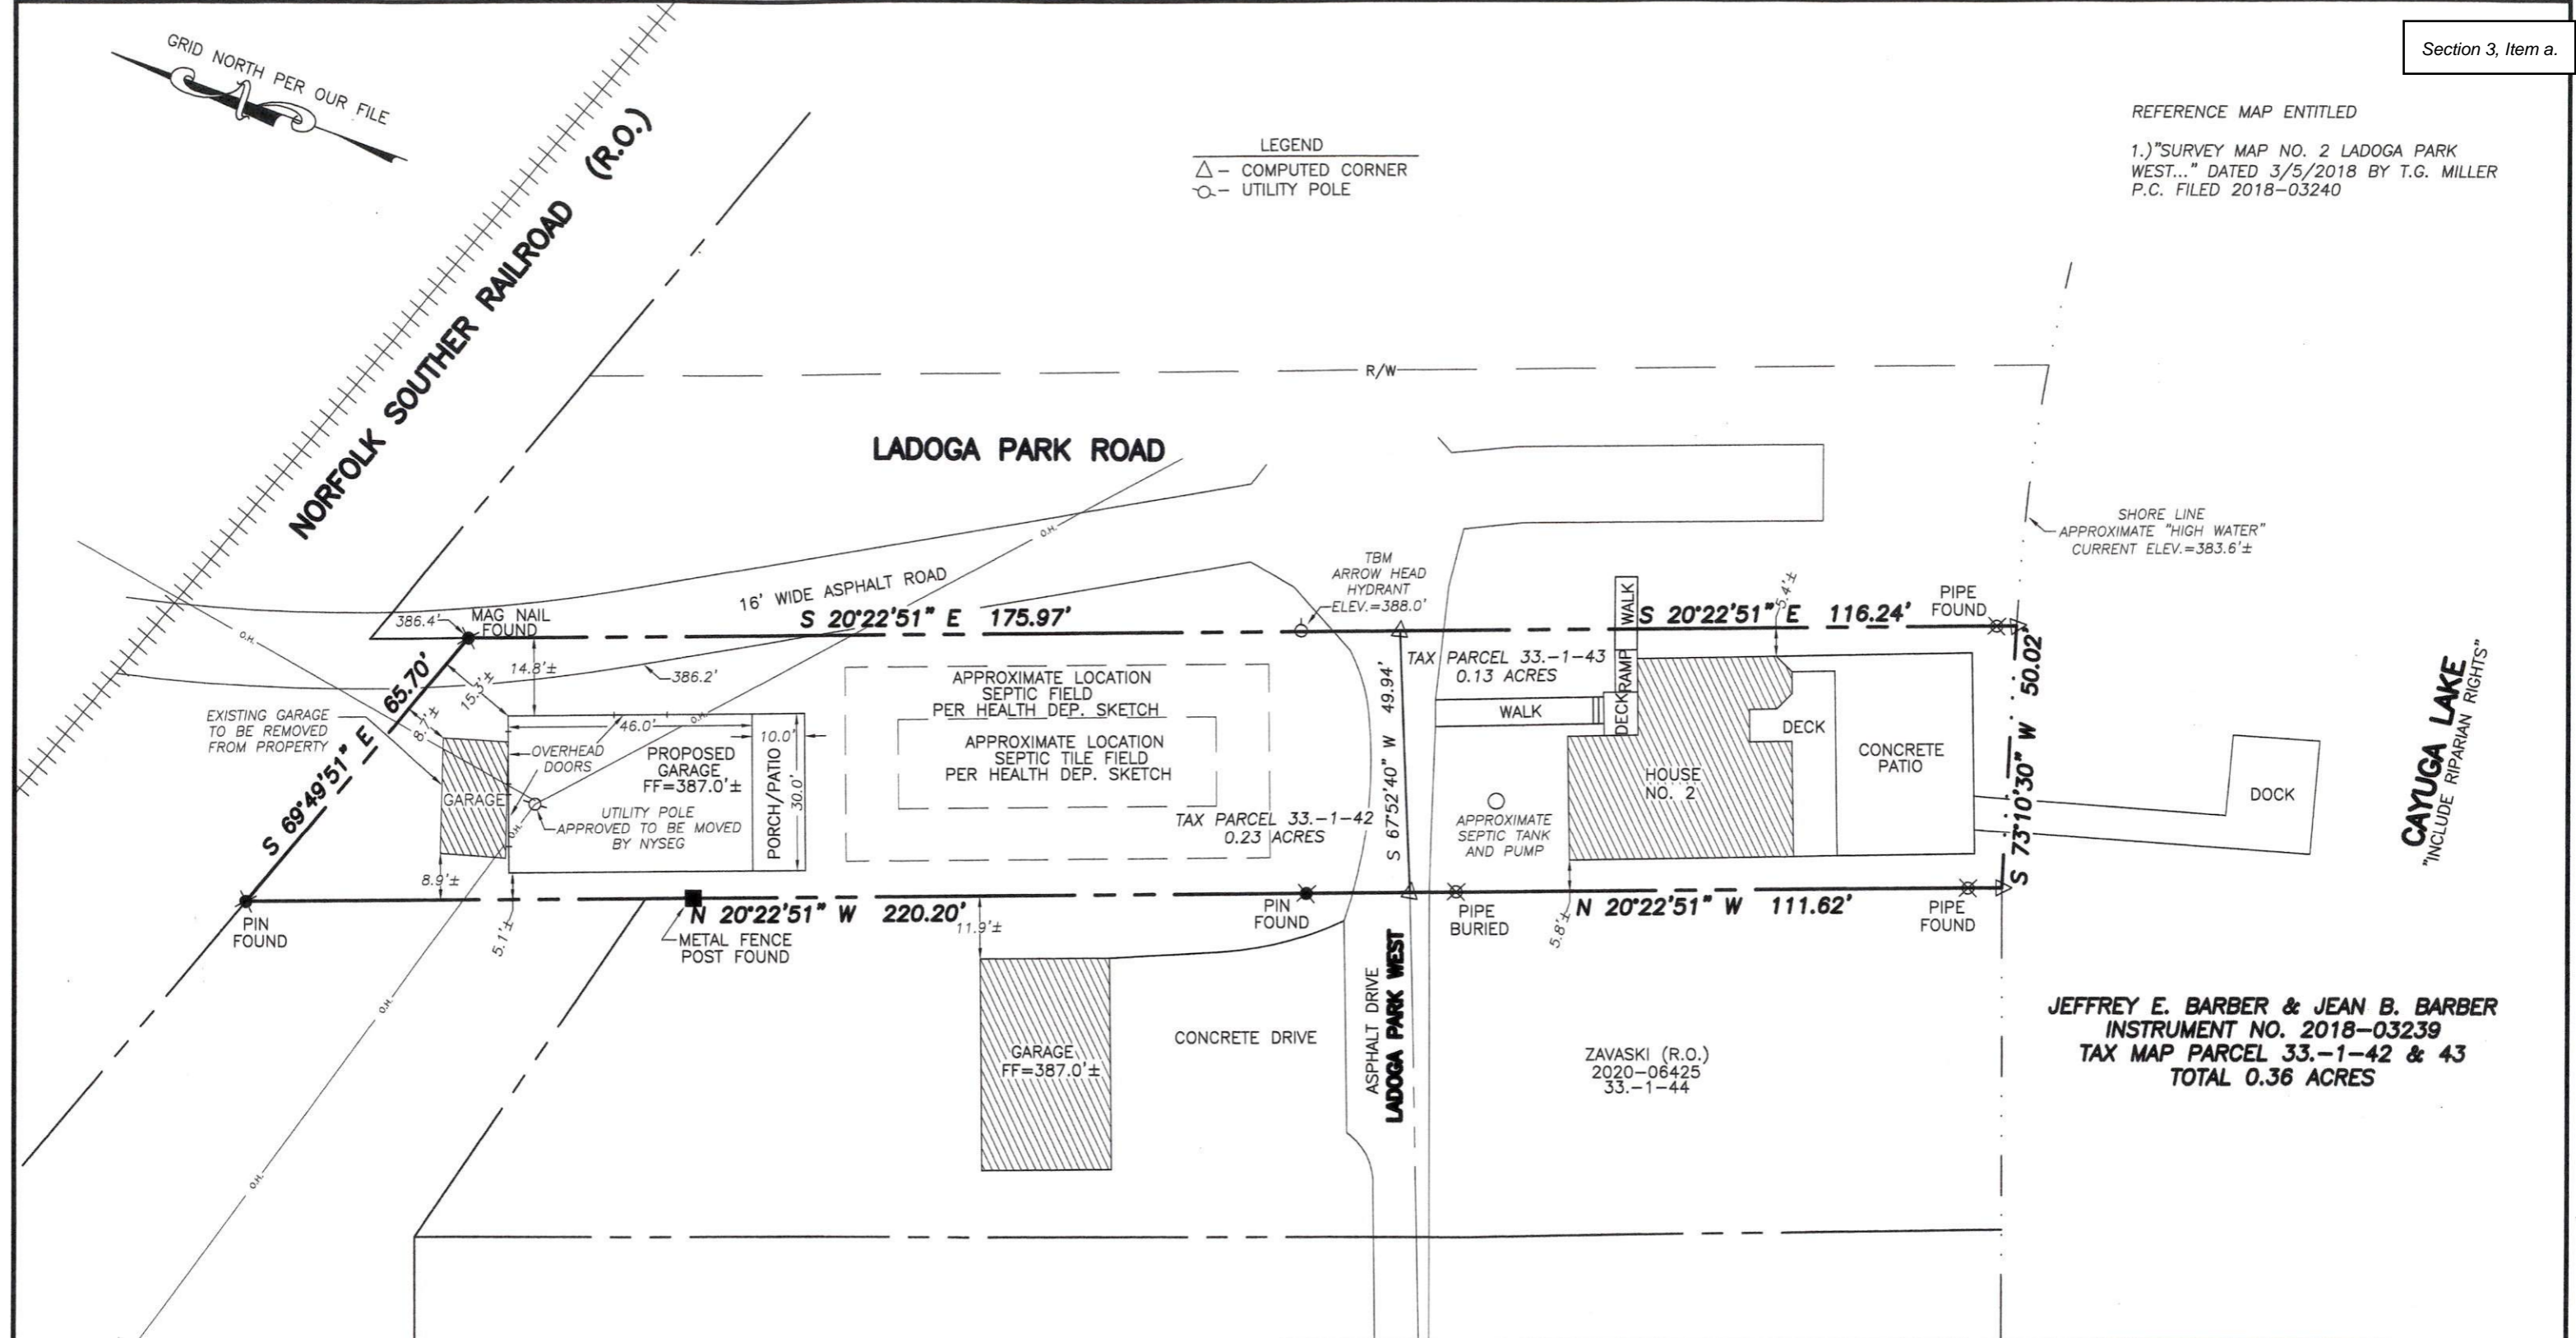 Section 3, Item a.
GRID NORTH PER OUR FILE
NORFOLK SOUTHER RAILROAD (R.O.)
LEGEND
△ – COMPUTED CORNER
– UTILITY POLE
REFERENCE MAP ENTITLED
1.)"SURVEY MAP NO. 2 LADOGA PARK
WEST..." DATED 3/5/2018 BY T.G. MILLER
P.C. FILED 2018–03240
R/W
LADOGA PARK ROAD
O.H.
SHORE LINE
APPROXIMATE "HIGH WATER"
CURRENT ELEV.=383.6'±
TBM
ARROW HEAD
HYDRANT
ELEV.=388.0'
16' WIDE ASPHALT ROAD
S 20°22'51" E 175.97'
WALK
5.4'±
S 20°22'51" E 116.24'
PIPE
FOUND
386.4'
MAG NAIL
FOUND
O.H.
65.70'
S 69°49'51" E
15.3'±
14.8'±
8.7'±
386.2'
EXISTING GARAGE
TO BE REMOVED
FROM PROPERTY
GARAGE
46.0'
O.H.
OVERHEAD
DOORS
PROPOSED
GARAGE
FF=387.0'±
UTILITY POLE
APPROVED TO BE MOVED
BY NYSEG
O.H.
10.0'
PORCH/PATIO
30.0'
APPROXIMATE LOCATION
SEPTIC FIELD
PER HEALTH DEP. SKETCH
APPROXIMATE LOCATION
SEPTIC TILE FIELD
PER HEALTH DEP. SKETCH
TAX PARCEL 33.–1–42
0.23 ACRES
S 67°52'40" W 49.94'
TAX PARCEL 33.–1–43
0.13 ACRES
WALK
DECK
RAMP
APPROXIMATE
SEPTIC TANK
AND PUMP
HOUSE
NO. 2
DECK
CONCRETE
PATIO
S 73°10'30" W 50.02'
DOCK
CAYUGA LAKE
"INCLUDE RIPARIAN RIGHTS"
8.9'±
5.1'±
PIN
FOUND
METAL FENCE
POST FOUND
N 20°22'51" W 220.20'
11.9'±
PIN
FOUND
PIPE
BURIED
5.8'±
N 20°22'51" W 111.62'
PIPE
FOUND
O.H.
O.H.
GARAGE
FF=387.0'±
CONCRETE DRIVE
ASPHALT DRIVE
LADOGA PARK WEST
ZAVASKI (R.O.)
2020–06425
33.–1–44
JEFFREY E. BARBER & JEAN B. BARBER
INSTRUMENT NO. 2018–03239
TAX MAP PARCEL 33.–1–42 & 43
TOTAL 0.36 ACRES